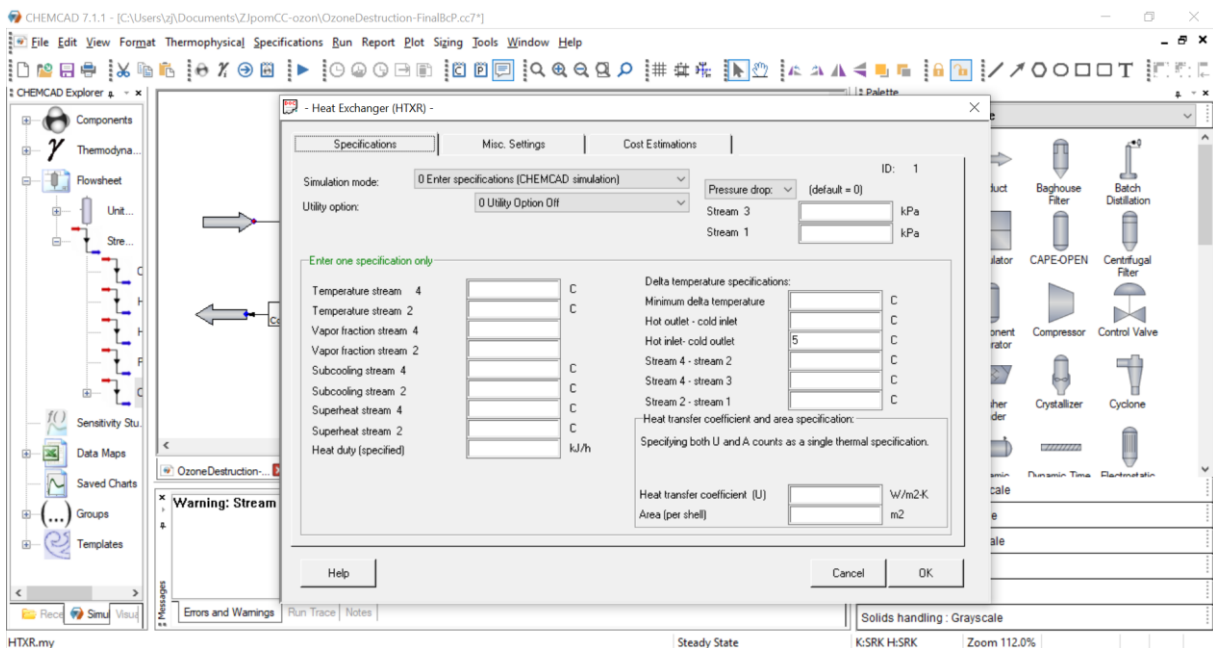 CHEMCAD 7.1.1 - [C:\Users\zj\Documents\ZJpomCC-ozon\OzoneDestruction-FinalBcP.cc7*]
File Edit View Format Thermophysical Specifications Run Report Plot Sizing Tools Window Help
CHEMCAD Explorer
Palette
Components
Thermodyna...
Flowsheet
Unit...
Stre...
Sensitivity Stu.
Data Maps
Saved Charts
Groups
Templates
Simul
Visua
- Heat Exchanger (HTXR) -
Specifications Misc. Settings Cost Estimations
ID: 1
Simulation mode: 0 Enter specifications (CHEMCAD simulation)
Utility option: 0 Utility Option Off
Pressure drop: (default = 0)
Stream 3 kPa
Stream 1 kPa
Enter one specification only
Temperature stream 4 C
Temperature stream 2 C
Vapor fraction stream 4
Vapor fraction stream 2
Subcooling stream 4 C
Subcooling stream 2 C
Superheat stream 4 C
Superheat stream 2 C
Heat duty (specified) kJ/h
Delta temperature specifications:
Minimum delta temperature C
Hot outlet - cold inlet C
Hot inlet- cold outlet 5 C
Stream 4 - stream 2 C
Stream 4 - stream 3 C
Stream 2 - stream 1 C
Heat transfer coefficient and area specification:
Specifying both U and A counts as a single thermal specification.
Heat transfer coefficient (U) W/m2-K
Area (per shell) m2
Help Cancel OK
OzoneDestruction-...
Warning: Stream
Messages
Errors and Warnings Run Trace Notes
Baghouse Filter
Batch Distillation
CAPE-OPEN
Centrifugal Filter
Compressor
Control Valve
Crystallizer
Cyclone
Dynamic Time
Electrostatic
Solids handling : Grayscale
HTXR.my Steady State K:SRK H:SRK Zoom 112.0%